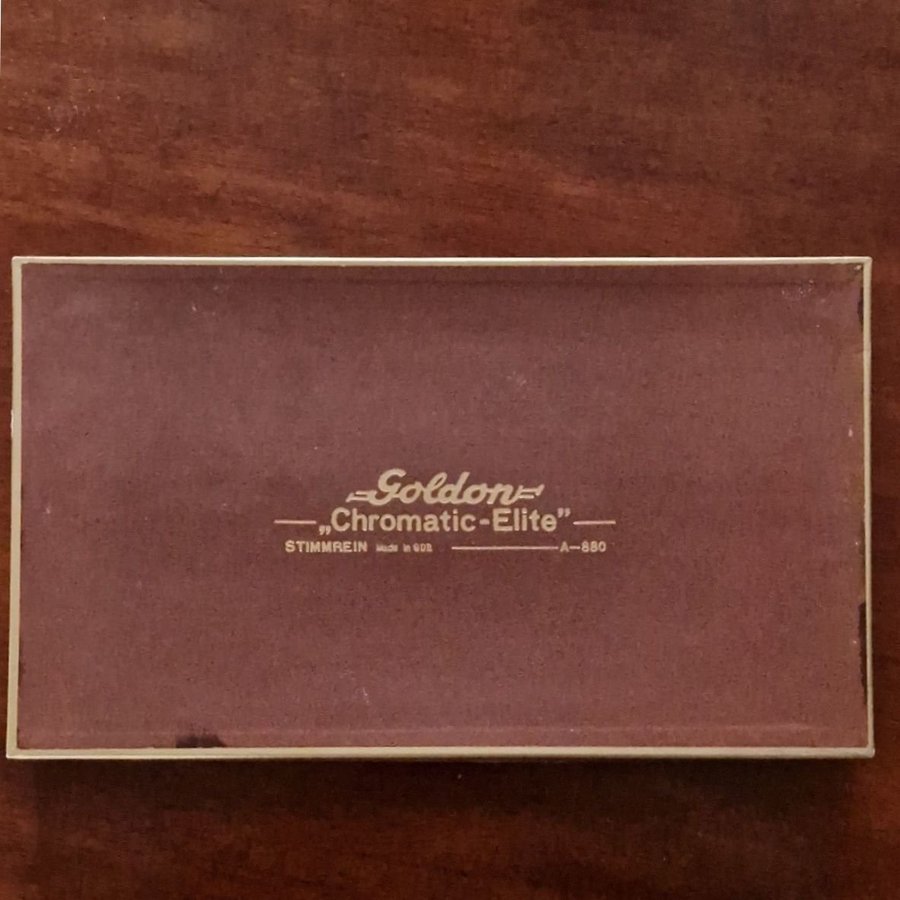 Goldon
„Chromatic-Elite”
STIMMREIN Made in GDR A-880